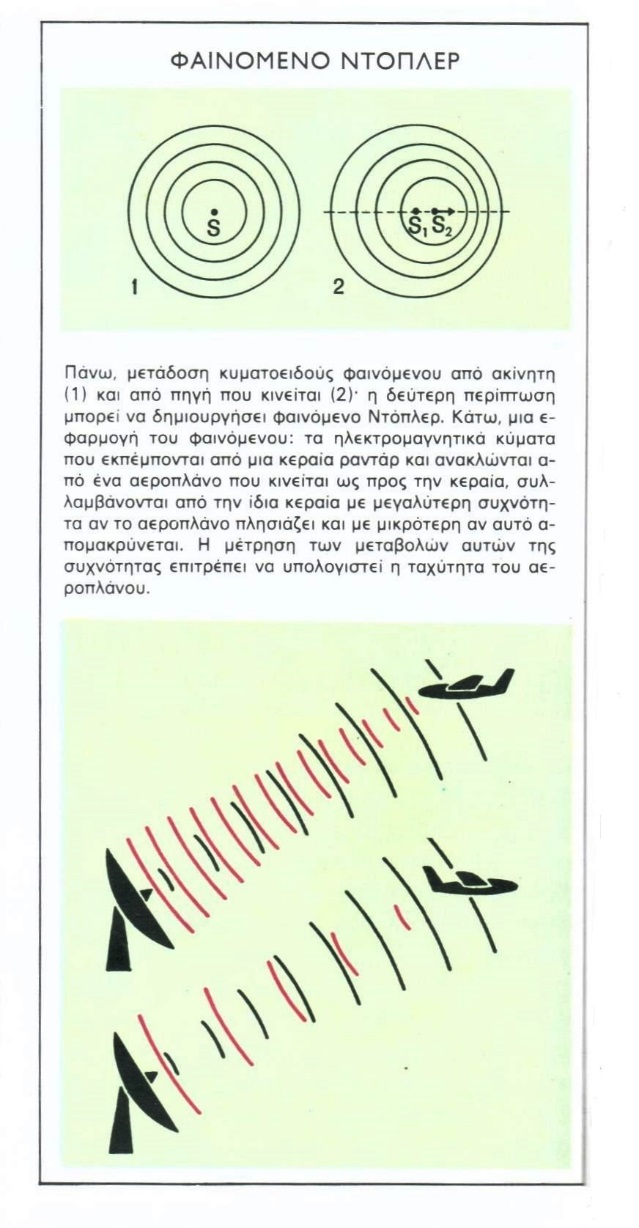 ΦΑΙΝΟΜΕΝΟ ΝΤΟΠΛΕΡ
S
1
S₁ S₂
2
Πάνω, μετάδοση κυματοειδούς φαινόμενου από ακίνητη
(1) και από πηγή που κινείται (2)· η δεύτερη περίπτωση
μπορεί να δημιουργήσει φαινόμενο Ντόπλερ. Κάτω, μια ε-
φαρμογή του φαινόμενου: τα ηλεκτρομαγνητικά κύματα
που εκπέμπονται από μια κεραία ραντάρ και ανακλώνται α-
πό ένα αεροπλάνο που κινείται ως προς την κεραία, συλ-
λαμβάνονται από την ίδια κεραία με μεγαλύτερη συχνότη-
τα αν το αεροπλάνο πλησιάζει και με μικρότερη αν αυτό α-
πομακρύνεται. Η μέτρηση των μεταβολών αυτών της
συχνότητας επιτρέπει να υπολογιστεί η ταχύτητα του αε-
ροπλάνου.